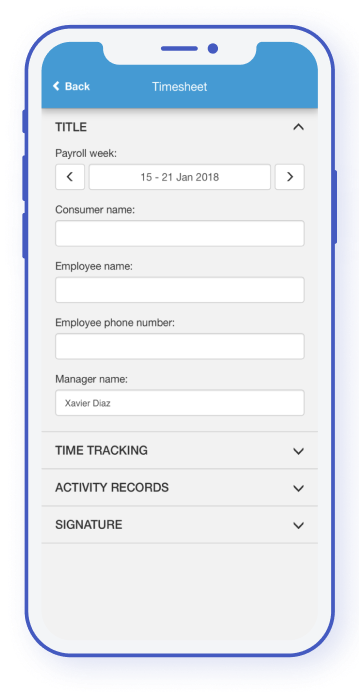 Back
Timesheet
TITLE
Payroll week:
15 - 21 Jan 2018
Consumer name:
Employee name:
Employee phone number:
Manager name:
Xavier Diaz
TIME TRACKING
ACTIVITY RECORDS
SIGNATURE